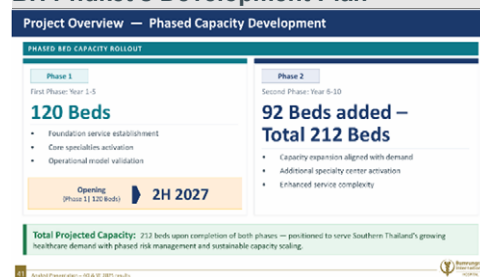 Project Overview — Phased Capacity Development
PHASED BED CAPACITY ROLLOUT
Phase 1
First Phase: Year 1-5
120 Beds
• Foundation service establishment
• Core specialties activation
• Operational model validation
Opening
(Phase 1| 120 Beds)
2H 2027
Phase 2
Second Phase: Year 6-10
92 Beds added –
Total 212 Beds
• Capacity expansion aligned with demand
• Additional specialty center activation
• Enhanced service complexity
Total Projected Capacity: 212 beds upon completion of both phases — positioned to serve Southern Thailand's growing
healthcare demand with phased risk management and sustainable capacity scaling.